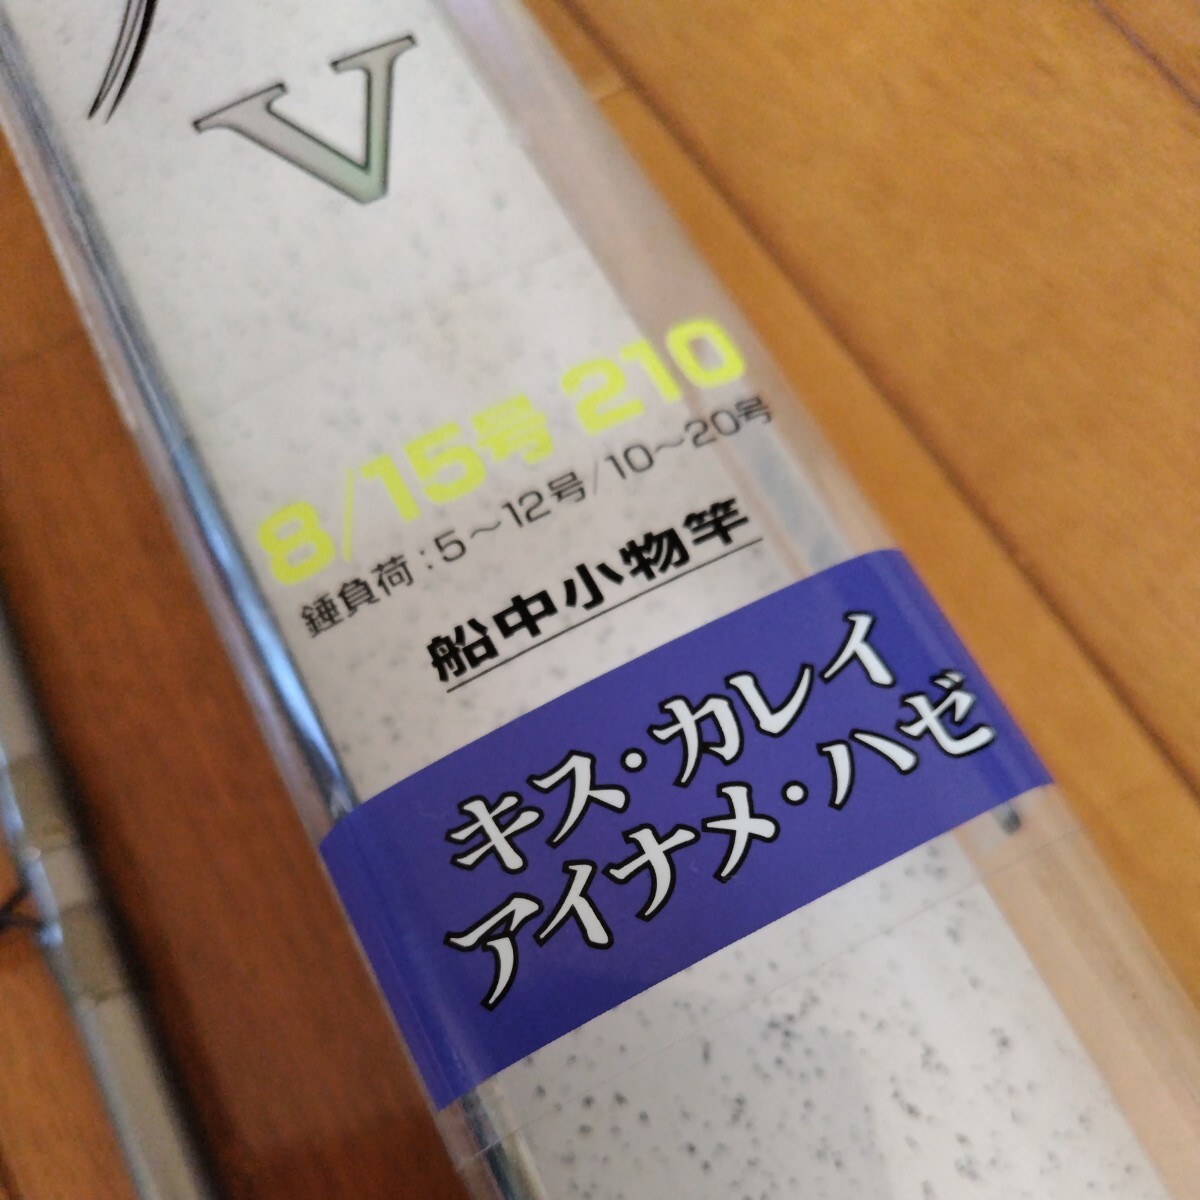 V
8/15号 210
錘負荷：5〜12号/10〜20号
船中小物竿
キス・カレイ
アイナメ・ハゼ